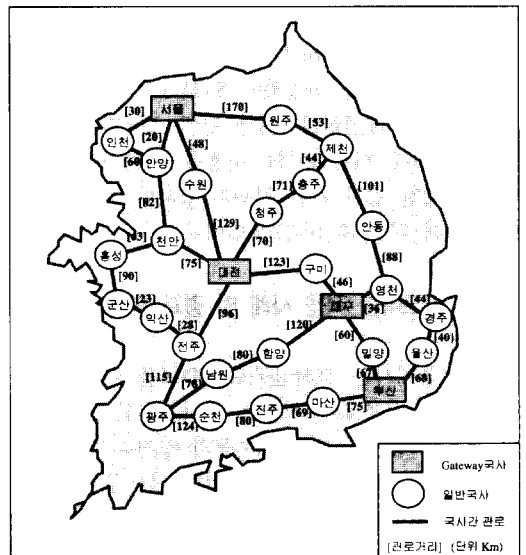 [30]
서울
[170]
원주
[53]
인천
[20]
[48]
제천
[60]
안양
[44]
수원
[71]
충주
[101]
[82]
청주
[129]
안동
천안
[70]
홍성
[75]
대전
[123]
구미
[88]
[90]
[46]
영천
군산
[23]
대구
[36]
[44]
익산
[96]
경주
[28]
[120]
[40]
전주
[80]
함양
[60]
밀양
울산
남원
[67]
[115]
[68]
부산
광주
[124]
순천
[80]
진주
[69]
마산
[75]
Gateway국사
일반국사
국사간 관로
[관로거리] (단위 Km)